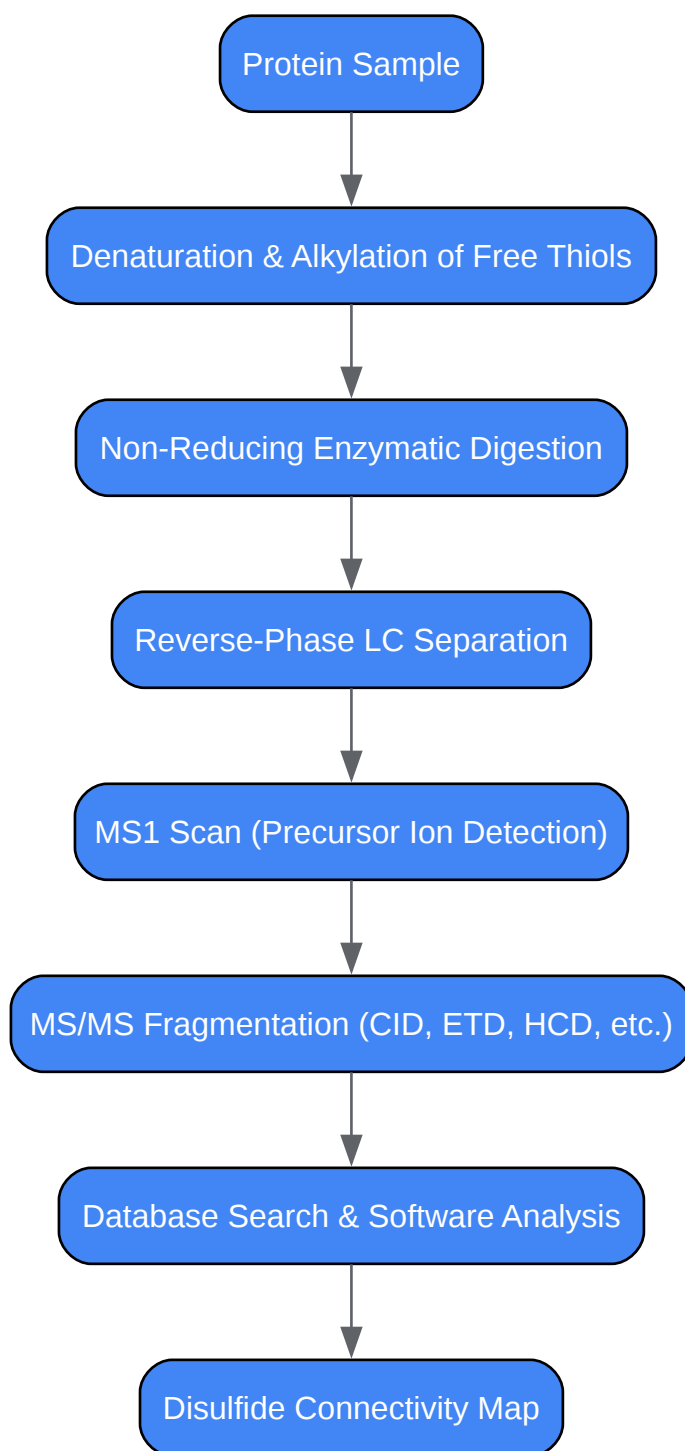 Protein Sample
Denaturation & Alkylation of Free Thiols
Non-Reducing Enzymatic Digestion
Reverse-Phase LC Separation
MS1 Scan (Precursor Ion Detection)
MS/MS Fragmentation (CID, ETD, HCD, etc.)
Database Search & Software Analysis
Disulfide Connectivity Map